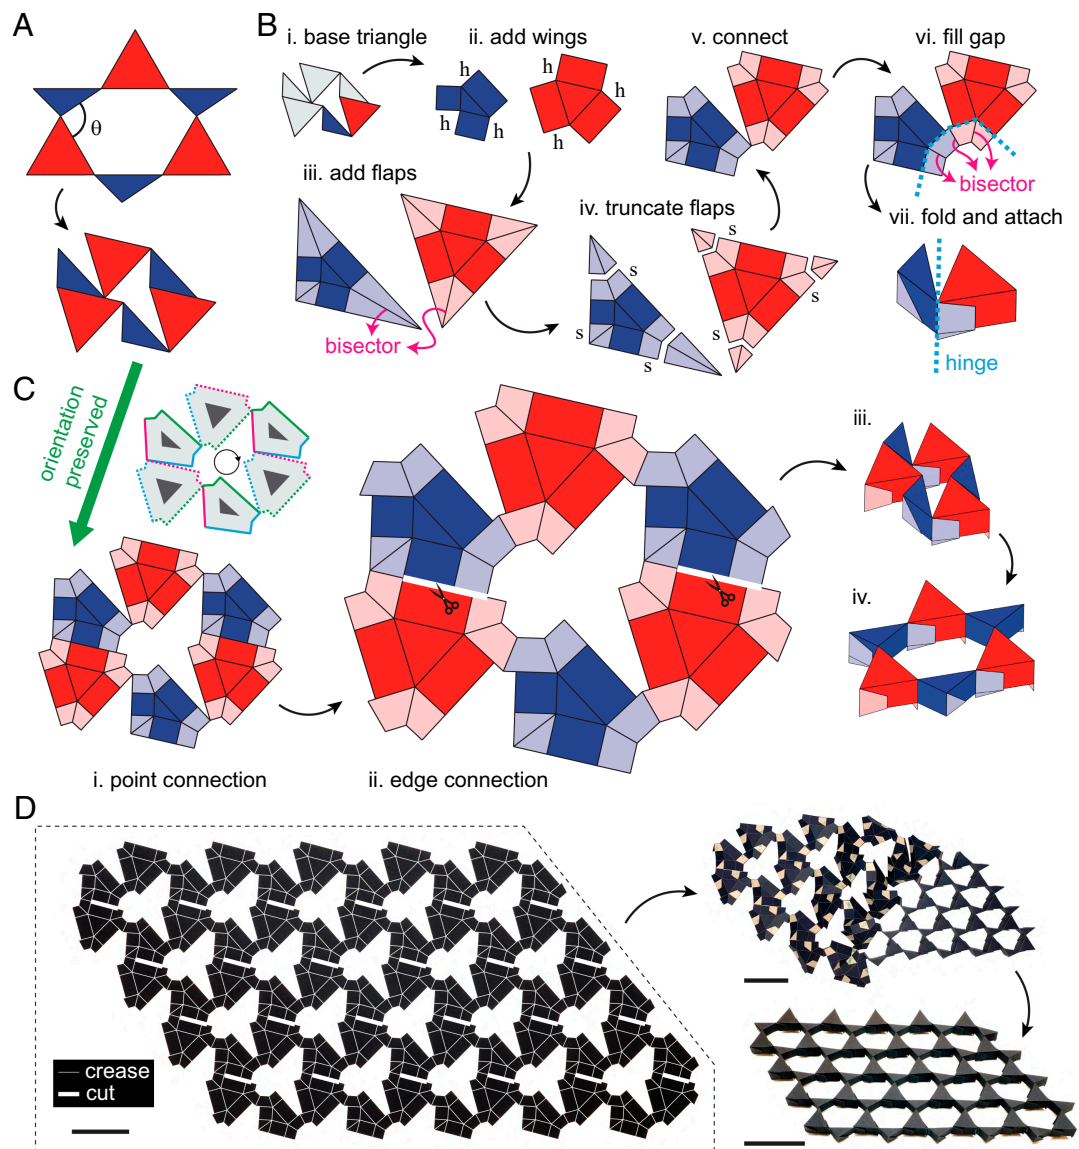 A
θ
B
i. base triangle
ii. add wings
h
h
h
h
h
h
iii. add flaps
bisector
iv. truncate flaps
s
s
s
s
s
s
v. connect
vi. fill gap
bisector
vii. fold and attach
hinge
C
orientation
preserved
i. point connection
ii. edge connection
iii.
iv.
D
crease
cut